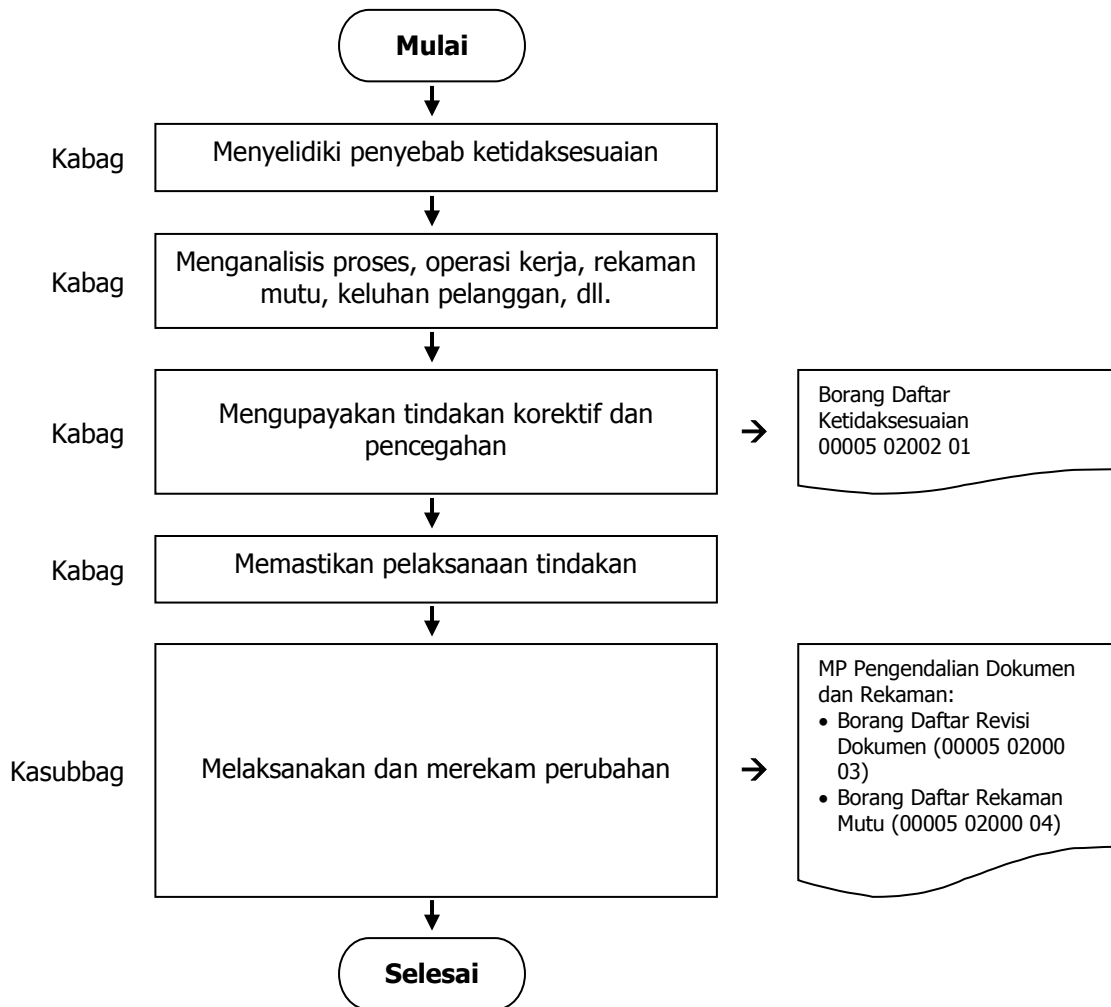 Mulai
Kabag
Menyelidiki penyebab ketidaksesuaian
Kabag
Menganalisis proses, operasi kerja, rekaman
mutu, keluhan pelanggan, dll.
Kabag
Mengupayakan tindakan korektif dan
pencegahan
Borang Daftar
Ketidaksesuaian
00005 02002 01
Kabag
Memastikan pelaksanaan tindakan
Kasubbag
Melaksanakan dan merekam perubahan
MP Pengendalian Dokumen
dan Rekaman:
• Borang Daftar Revisi
Dokumen (00005 02000
03)
• Borang Daftar Rekaman
Mutu (00005 02000 04)
Selesai